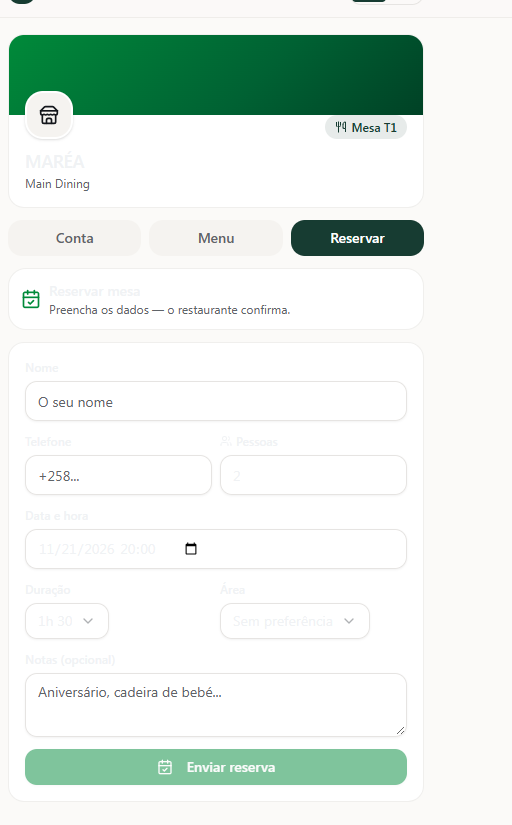 Mesa T1
MARÉA
Main Dining
Conta
Menu
Reservar
Reservar mesa
Preencha os dados — o restaurante confirma.
Nome
O seu nome
Telefone
Pessoas
+258...
2
Data e hora
11/21/2026 20:00
Duração
Área
1h 30
Sem preferência
Notas (opcional)
Aniversário, cadeira de bebé...
Enviar reserva